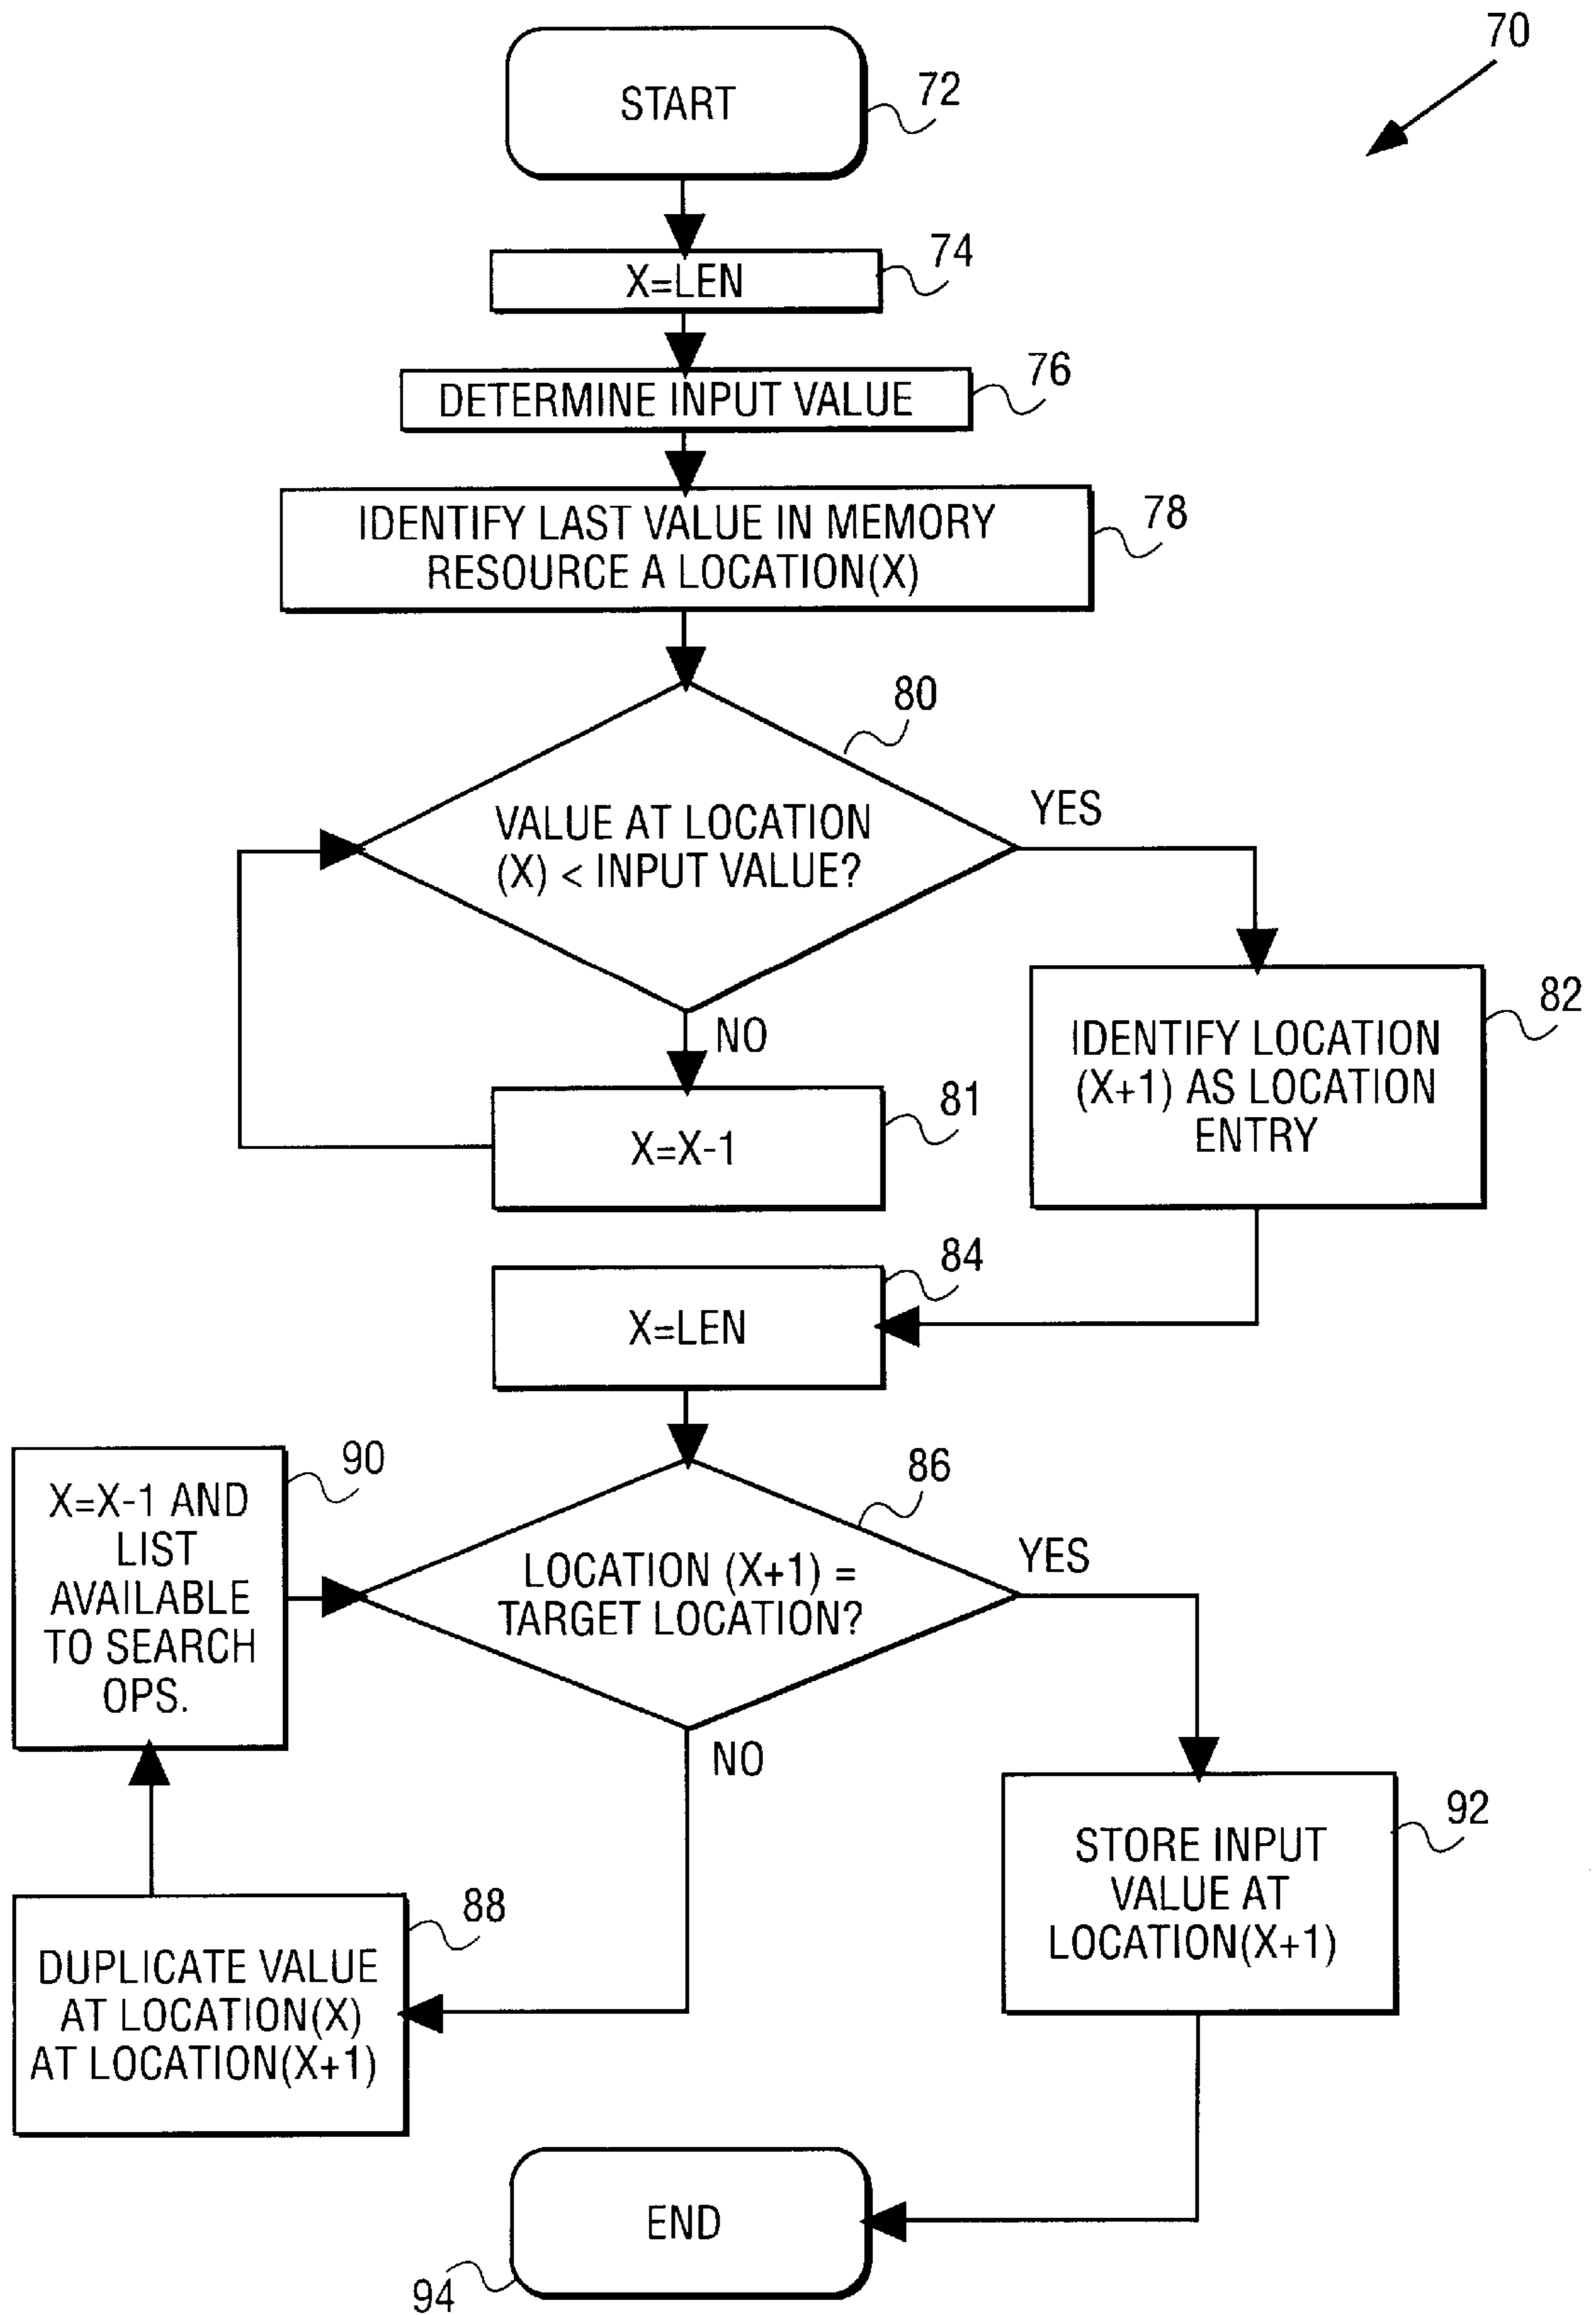 70
START
72
X=LEN
74
DETERMINE INPUT VALUE
76
IDENTIFY LAST VALUE IN MEMORY
RESOURCE A LOCATION(X)
78
80
VALUE AT LOCATION
(X) < INPUT VALUE?
YES
NO
82
IDENTIFY LOCATION
(X+1) AS LOCATION
ENTRY
81
X=X-1
84
X=LEN
90
X=X-1 AND
LIST
AVAILABLE
TO SEARCH
OPS.
86
LOCATION (X+1) =
TARGET LOCATION?
YES
NO
92
STORE INPUT
VALUE AT
LOCATION(X+1)
88
DUPLICATE VALUE
AT LOCATION(X)
AT LOCATION(X+1)
END
94